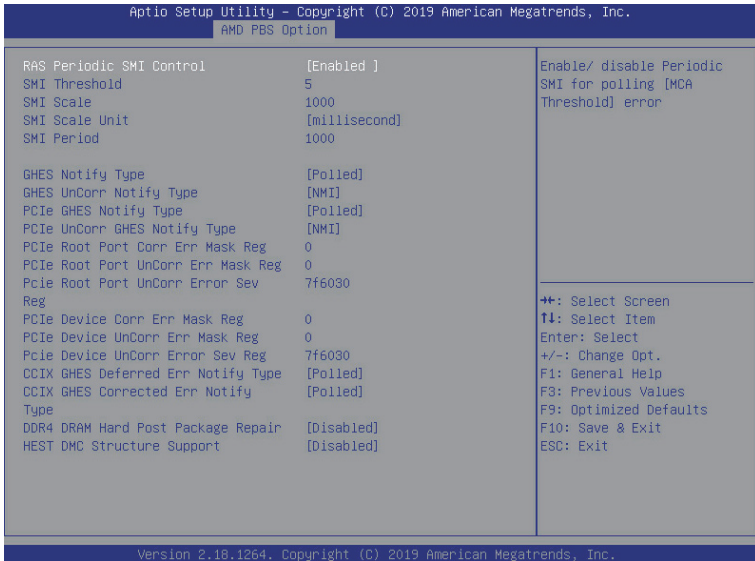 Aptio Setup Utility – Copyright (C) 2019 American Megatrends, Inc.
AMD PBS Option
RAS Periodic SMI Control [Enabled ]
SMI Threshold 5
SMI Scale 1000
SMI Scale Unit [millisecond]
SMI Period 1000
GHES Notify Type [Polled]
GHES UnCorr Notify Type [NMI]
PCIe GHES Notify Type [Polled]
PCIe UnCorr GHES Notify Type [NMI]
PCIe Root Port Corr Err Mask Reg 0
PCIe Root Port UnCorr Err Mask Reg 0
Pcie Root Port UnCorr Error Sev 7f6030
Reg
PCIe Device Corr Err Mask Reg 0
PCIe Device UnCorr Err Mask Reg 0
Pcie Device UnCorr Error Sev Reg 7f6030
CCIX GHES Deferred Err Notify Type [Polled]
CCIX GHES Corrected Err Notify [Polled]
Type
DDR4 DRAM Hard Post Package Repair [Disabled]
HEST DMC Structure Support [Disabled]
Enable/ disable Periodic
SMI for polling [MCA
Threshold] error
→←: Select Screen
↑↓: Select Item
Enter: Select
+/-: Change Opt.
F1: General Help
F3: Previous Values
F9: Optimized Defaults
F10: Save & Exit
ESC: Exit
Version 2.18.1264. Copyright (C) 2019 American Megatrends, Inc.